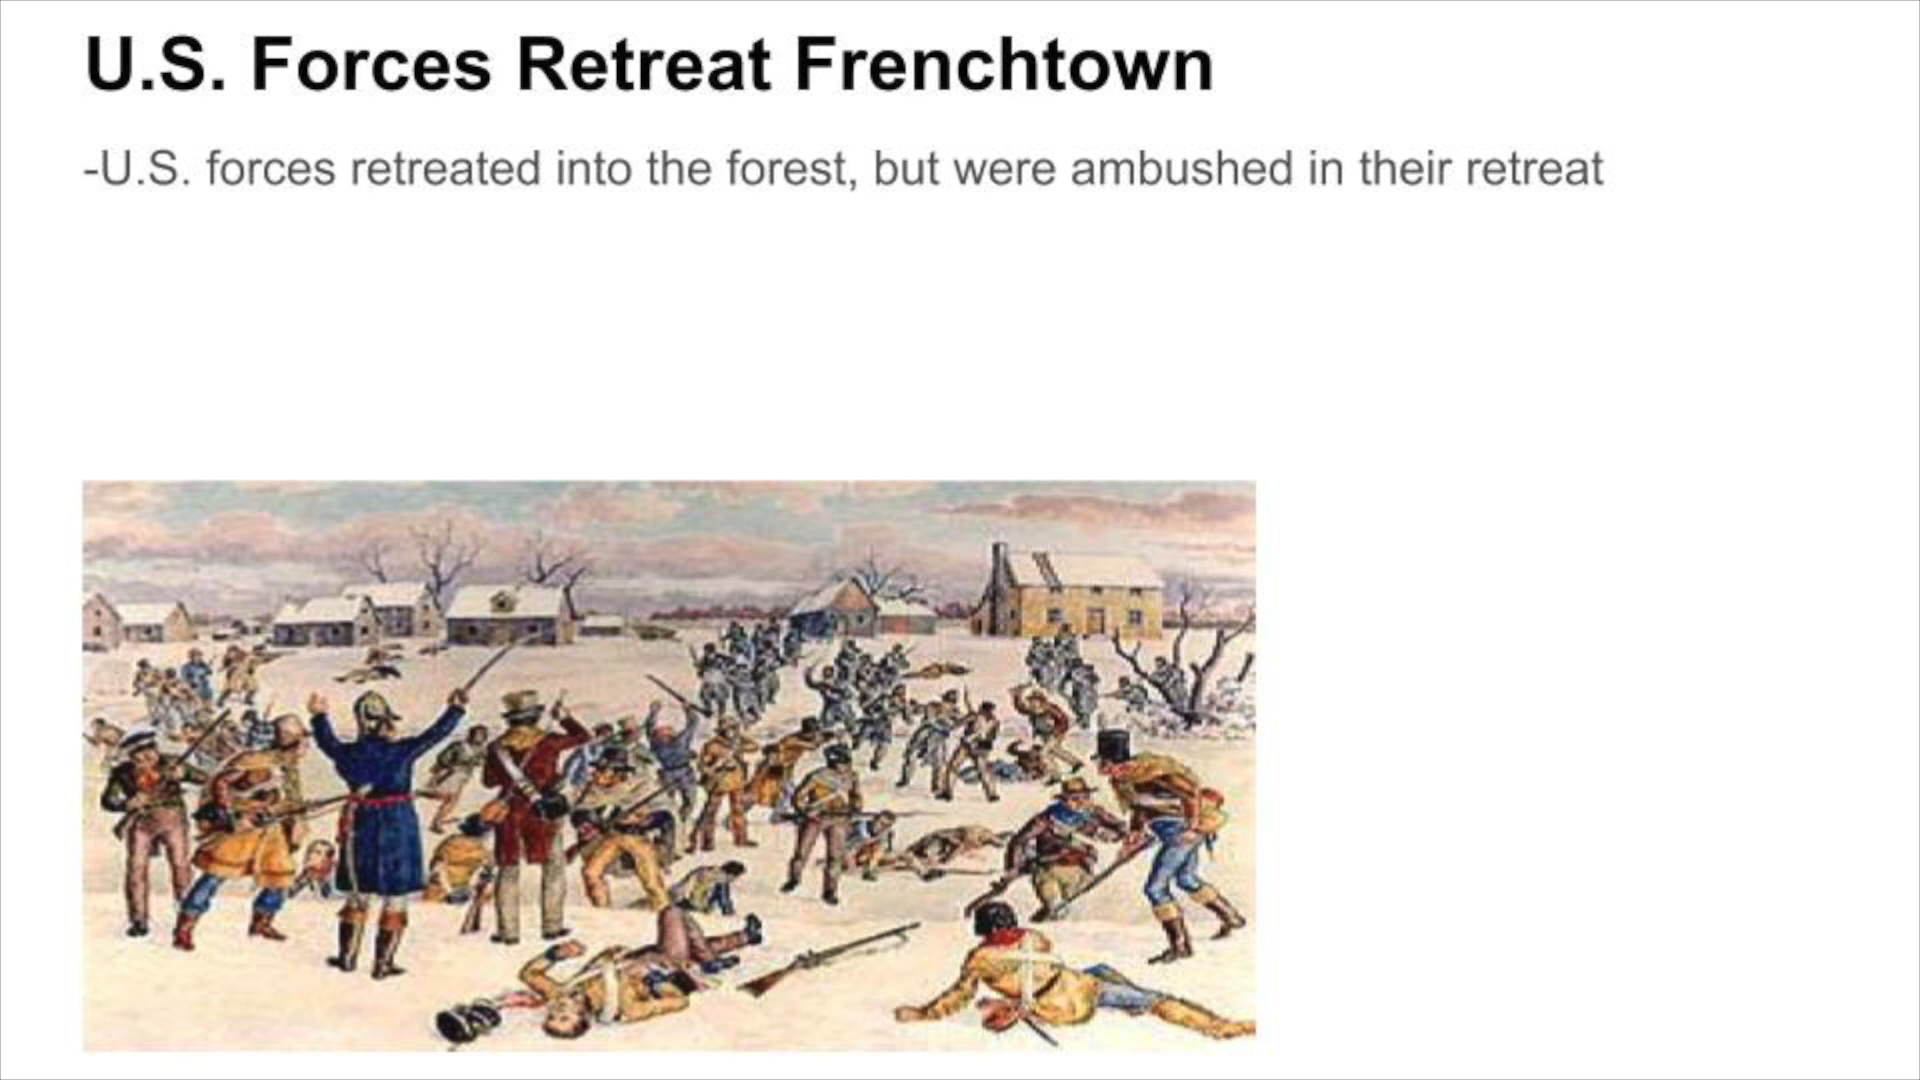 U.S. Forces Retreat Frenchtown
-U.S. forces retreated into the forest, but were ambushed in their retreat